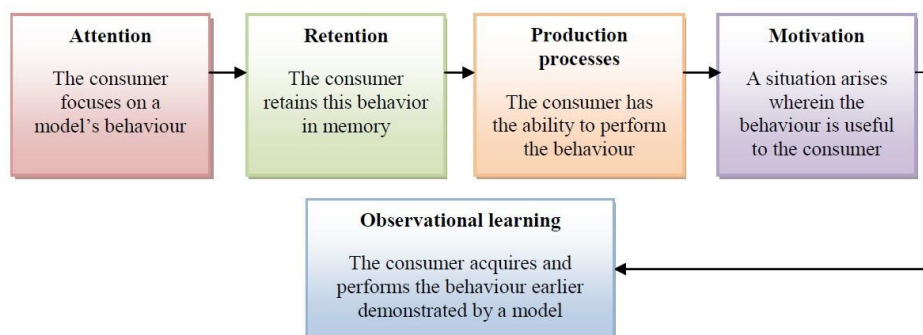 Attention
The consumer
focuses on a
model's behaviour
Retention
The consumer
retains this behavior
in memory
Production
processes
The consumer has
the ability to perform
the behaviour
Motivation
A situation arises
wherein the
behaviour is useful
to the consumer
Observational learning
The consumer acquires and
performs the behaviour earlier
demonstrated by a model